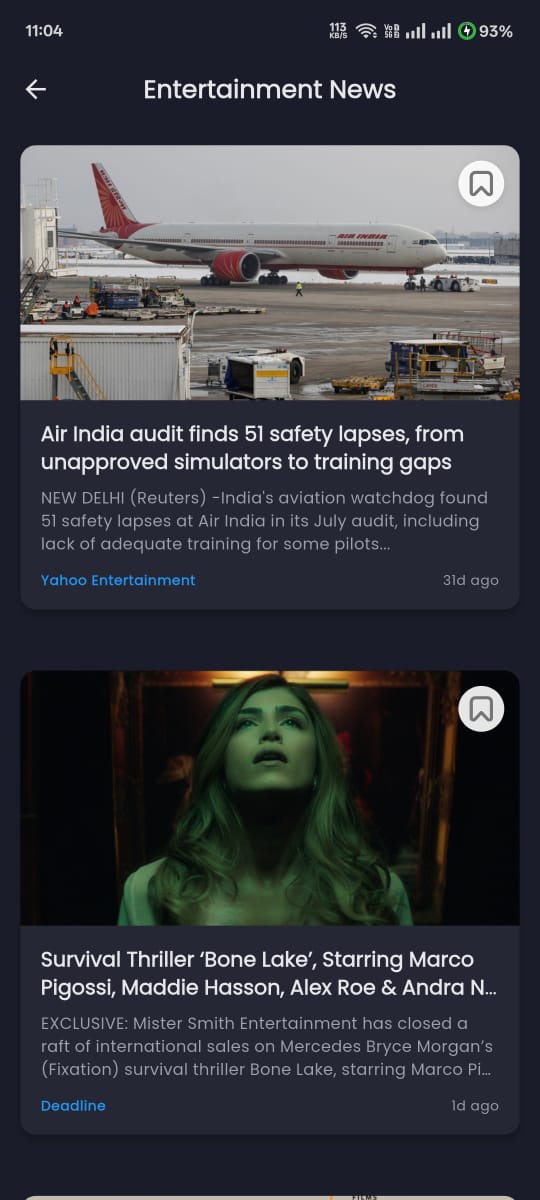 11:04
113
KB/S
Vo
5G
93%
Entertainment News
AIR INDIA
Air India audit finds 51 safety lapses, from
unapproved simulators to training gaps
NEW DELHI (Reuters) -India's aviation watchdog found
51 safety lapses at Air India in its July audit, including
lack of adequate training for some pilots...
Yahoo Entertainment
31d ago
Survival Thriller ‘Bone Lake’, Starring Marco
Pigossi, Maddie Hasson, Alex Roe & Andra N...
EXCLUSIVE: Mister Smith Entertainment has closed a
raft of international sales on Mercedes Bryce Morgan’s
(Fixation) survival thriller Bone Lake, starring Marco Pi...
Deadline
1d ago
FILMS